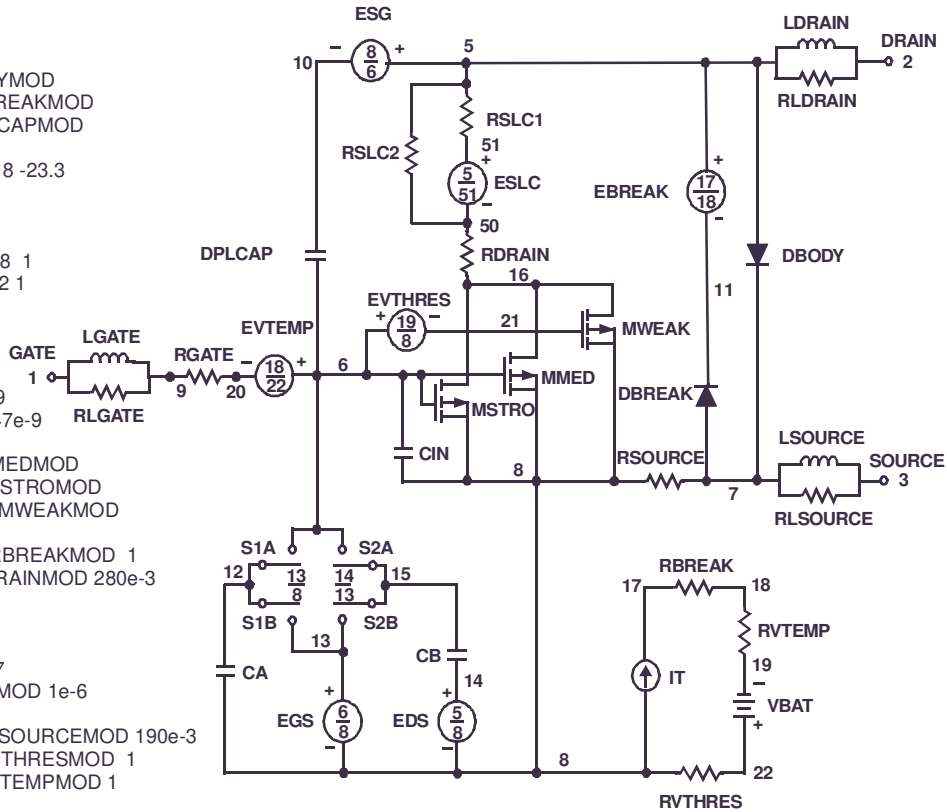 YMOD
REAKMOD
CAPMOD
8 -23.3
8 1
2 1
9
7e-9
MEDMOD
SSTROMOD
MWEAKMOD
RBREAKMOD 1
RAINMOD 280e-3
7
MOD 1e-6
SOURCEMOD 190e-3
THRESMOD 1
TEMPMOD 1
ESG
- 8 +
6
10
5
LDRAIN
DRAIN
2
RLDRAIN
RSLC1
51
RSLC2
+
5
51
ESLC
-
50
RDRAIN
EBREAK
+
17
18
-
DPLCAP
DBODY
11
16
EVTHRES
+ 19 -
8
21
MWEAK
EVTEMP
LGATE
GATE
RGATE
- 18 +
22
1
9
20
6
RLGATE
MMED
MSTRO
DBREAK
CIN
8
RSOURCE
7
LSOURCE
SOURCE
3
RLSOURCE
S1A
S2A
12
13
8
14
13
15
S1B
S2B
13
CA
CB
14
+
EGS
6
8
-
+
EDS
5
8
-
8
RBREAK
17
18
RVTEMP
19
-
IT
VBAT
+
22
RVTHRES